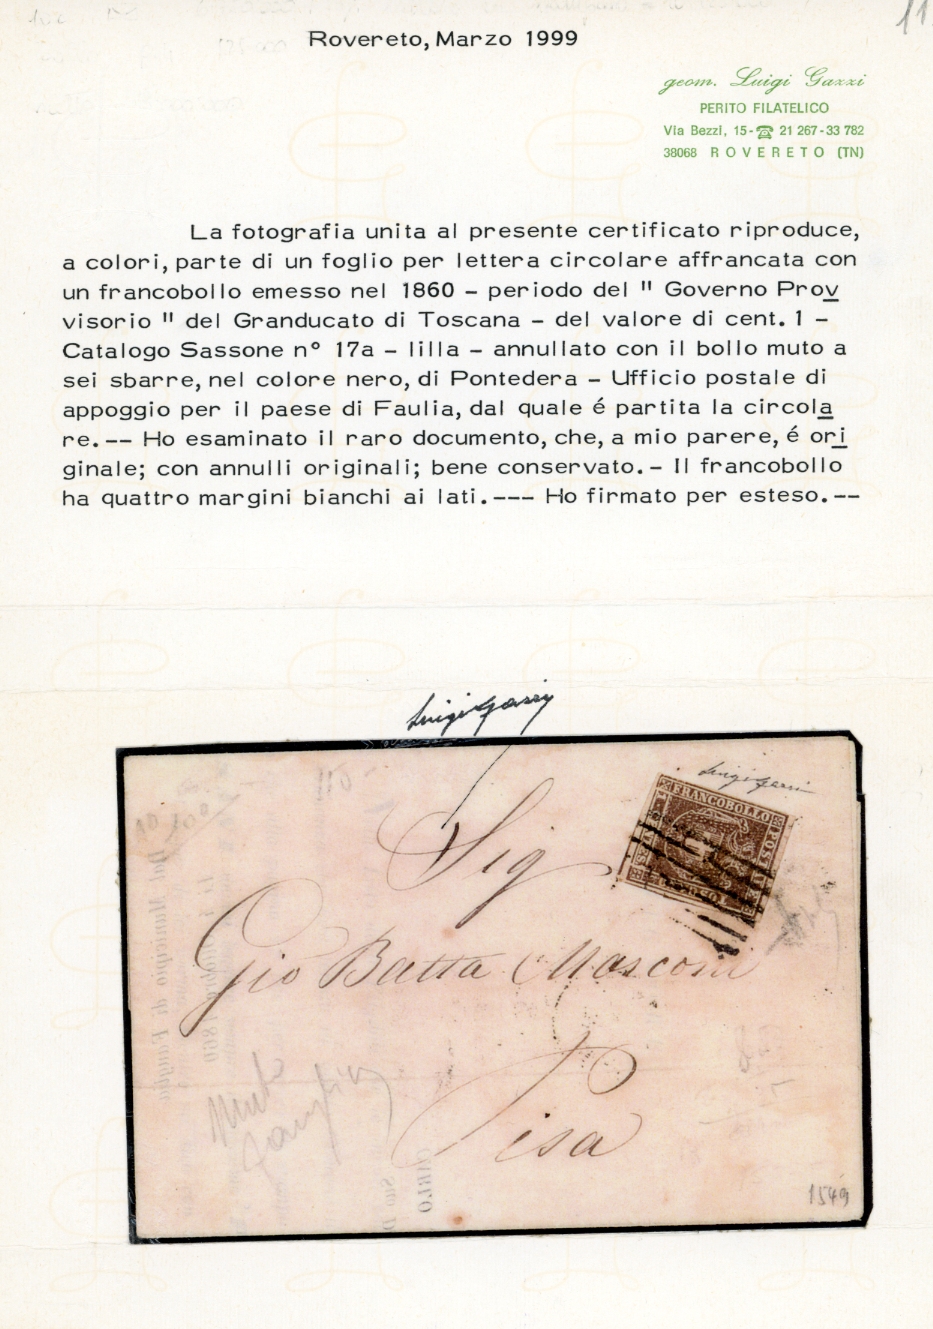 11
Rovereto, Marzo 1999
geom. Luigi Gazzi
PERITO FILATELICO
Via Bezzi, 15-☎ 21 267-33 782
38068 ROVERETO (TN)
La fotografia unita al presente certificato riproduce,
a colori, parte di un foglio per lettera circolare affrancata con
un francobollo emesso nel 1860 - periodo del " Governo Prov
visorio " del Granducato di Toscana - del valore di cent. 1 -
Catalogo Sassone n° 17a - lilla - annullato con il bollo muto a
sei sbarre, nel colore nero, di Pontedera - Ufficio postale di
appoggio per il paese di Faulia, dal quale é partita la circola
re.-- Ho esaminato il raro documento, che, a mio parere, é ori
ginale; con annulli originali; bene conservato.- Il francobollo
ha quattro margini bianchi ai lati.--- Ho firmato per esteso.--
Luigi Gazzi
Luigi Gazzi
FRANCOBOLLO
POSTALE
Sig
Gio Batta Masconi
Pisa
1549